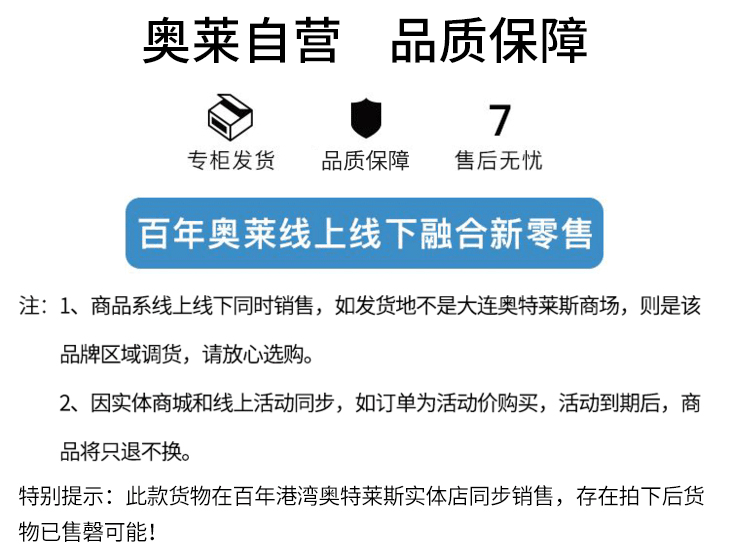 奥莱自营 品质保障
7
专柜发货 品质保障 售后无忧
百年奥莱线上线下融合新零售
注：1、商品系线上线下同时销售，如发货地不是大连奥特莱斯商场，则是该
品牌区域调货，请放心选购。
2、因实体商城和线上活动同步，如订单为活动价购买，活动到期后，商
品将只退不换。
特别提示：此款货物在百年港湾奥特莱斯实体店同步销售，存在拍下后货
物已售磬可能！